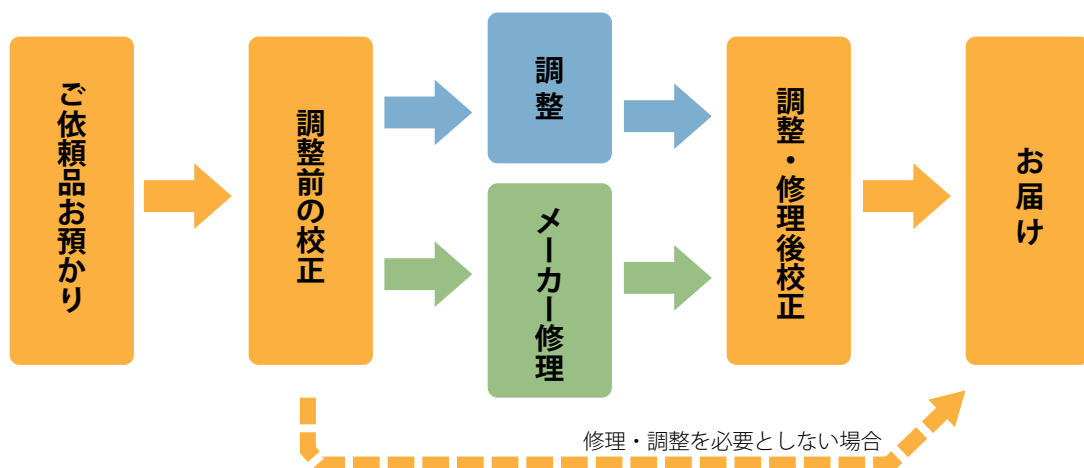 ご依頼品お預かり
調整前の校正
調整
メーカー修理
調整・修理後校正
お届け
修理・調整を必要としない場合